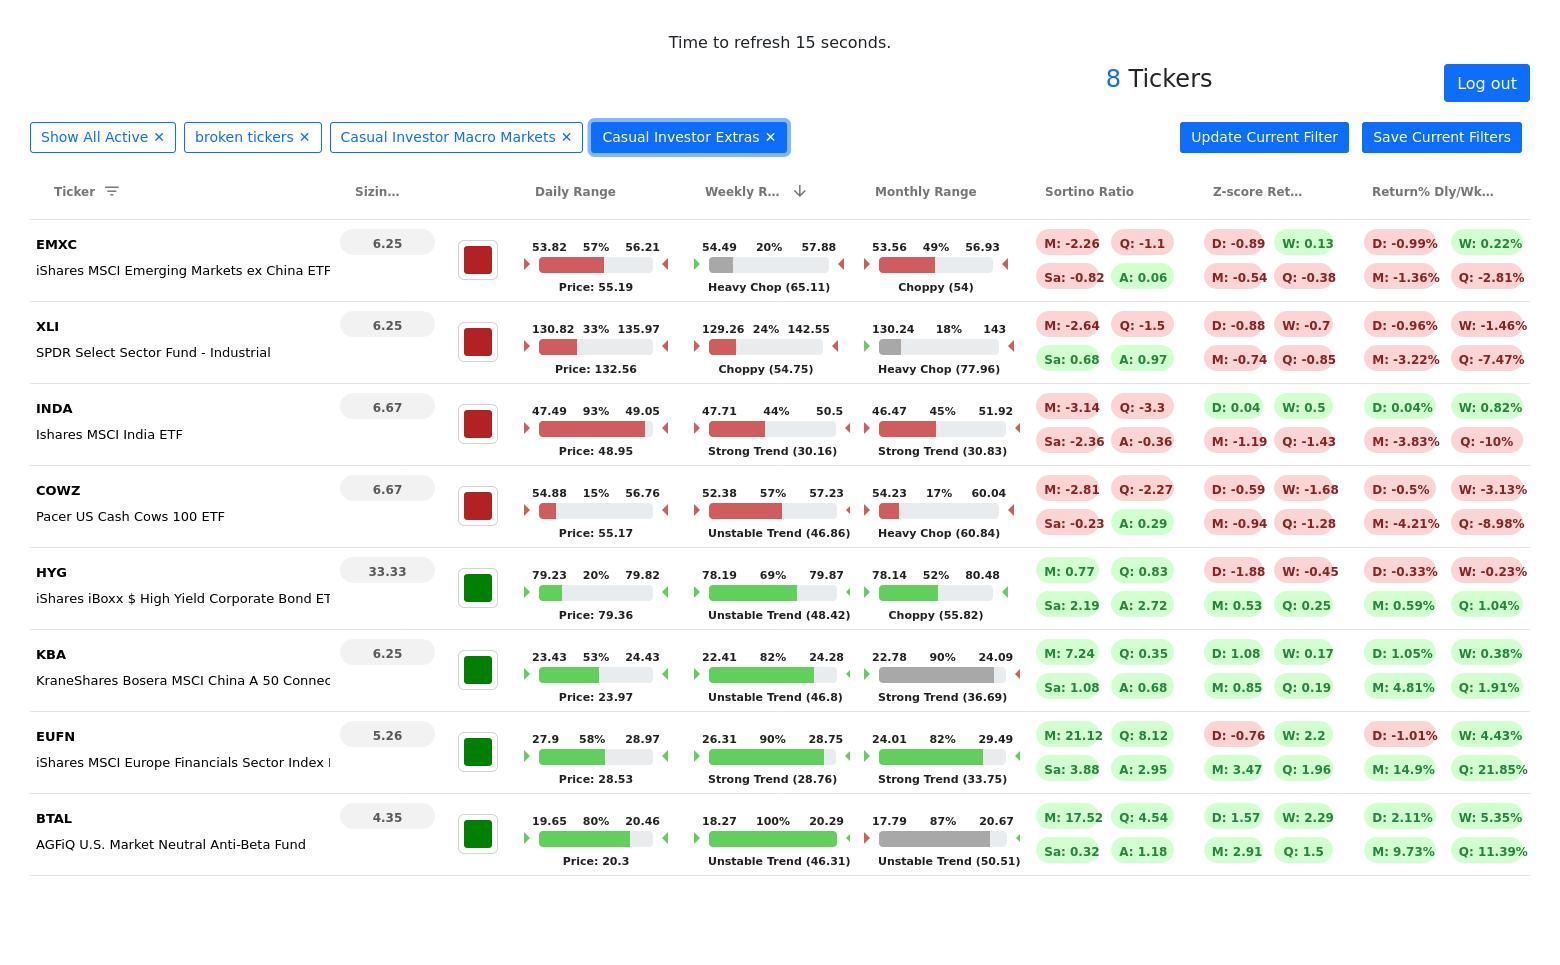 Time to refresh 15 seconds.
8 Tickers
Log out
Show All Active ✕ broken tickers ✕ Casual Investor Macro Markets ✕ Casual Investor Extras ✕ Update Current Filter Save Current Filters
Ticker Sizin... Daily Range Weekly R... Monthly Range Sortino Ratio Z-score Ret... Return% Dly/Wk...
EMXC 6.25 53.82 57% 56.21 54.49 20% 57.88 53.56 49% 56.93 M: -2.26 Q: -1.1 D: -0.89 W: 0.13 D: -0.99% W: 0.22%
iShares MSCI Emerging Markets ex China ETF Price: 55.19 Heavy Chop (65.11) Choppy (54) Sa: -0.82 A: 0.06 M: -0.54 Q: -0.38 M: -1.36% Q: -2.81%
XLI 6.25 130.82 33% 135.97 129.26 24% 142.55 130.24 18% 143 M: -2.64 Q: -1.5 D: -0.88 W: -0.7 D: -0.96% W: -1.46%
SPDR Select Sector Fund - Industrial Price: 132.56 Choppy (54.75) Heavy Chop (77.96) Sa: 0.68 A: 0.97 M: -0.74 Q: -0.85 M: -3.22% Q: -7.47%
INDA 6.67 47.49 93% 49.05 47.71 44% 50.5 46.47 45% 51.92 M: -3.14 Q: -3.3 D: 0.04 W: 0.5 D: 0.04% W: 0.82%
Ishares MSCI India ETF Price: 48.95 Strong Trend (30.16) Strong Trend (30.83) Sa: -2.36 A: -0.36 M: -1.19 Q: -1.43 M: -3.83% Q: -10%
COWZ 6.67 54.88 15% 56.76 52.38 57% 57.23 54.23 17% 60.04 M: -2.81 Q: -2.27 D: -0.59 W: -1.68 D: -0.5% W: -3.13%
Pacer US Cash Cows 100 ETF Price: 55.17 Unstable Trend (46.86) Heavy Chop (60.84) Sa: -0.23 A: 0.29 M: -0.94 Q: -1.28 M: -4.21% Q: -8.98%
HYG 33.33 79.23 20% 79.82 78.19 69% 79.87 78.14 52% 80.48 M: 0.77 Q: 0.83 D: -1.88 W: -0.45 D: -0.33% W: -0.23%
iShares iBoxx $ High Yield Corporate Bond ET Price: 79.36 Unstable Trend (48.42) Choppy (55.82) Sa: 2.19 A: 2.72 M: 0.53 Q: 0.25 M: 0.59% Q: 1.04%
KBA 6.25 23.43 53% 24.43 22.41 82% 24.28 22.78 90% 24.09 M: 7.24 Q: 0.35 D: 1.08 W: 0.17 D: 1.05% W: 0.38%
KraneShares Bosera MSCI China A 50 Connec Price: 23.97 Unstable Trend (46.8) Strong Trend (36.69) Sa: 1.08 A: 0.68 M: 0.85 Q: 0.19 M: 4.81% Q: 1.91%
EUFN 5.26 27.9 58% 28.97 26.31 90% 28.75 24.01 82% 29.49 M: 21.12 Q: 8.12 D: -0.76 W: 2.2 D: -1.01% W: 4.43%
iShares MSCI Europe Financials Sector Index Price: 28.53 Strong Trend (28.76) Strong Trend (33.75) Sa: 3.88 A: 2.95 M: 3.47 Q: 1.96 M: 14.9% Q: 21.85%
BTAL 4.35 19.65 80% 20.46 18.27 100% 20.29 17.79 87% 20.67 M: 17.52 Q: 4.54 D: 1.57 W: 2.29 D: 2.11% W: 5.35%
AGFiQ U.S. Market Neutral Anti-Beta Fund Price: 20.3 Unstable Trend (46.31) Unstable Trend (50.51) Sa: 0.32 A: 1.18 M: 2.91 Q: 1.5 M: 9.73% Q: 11.39%